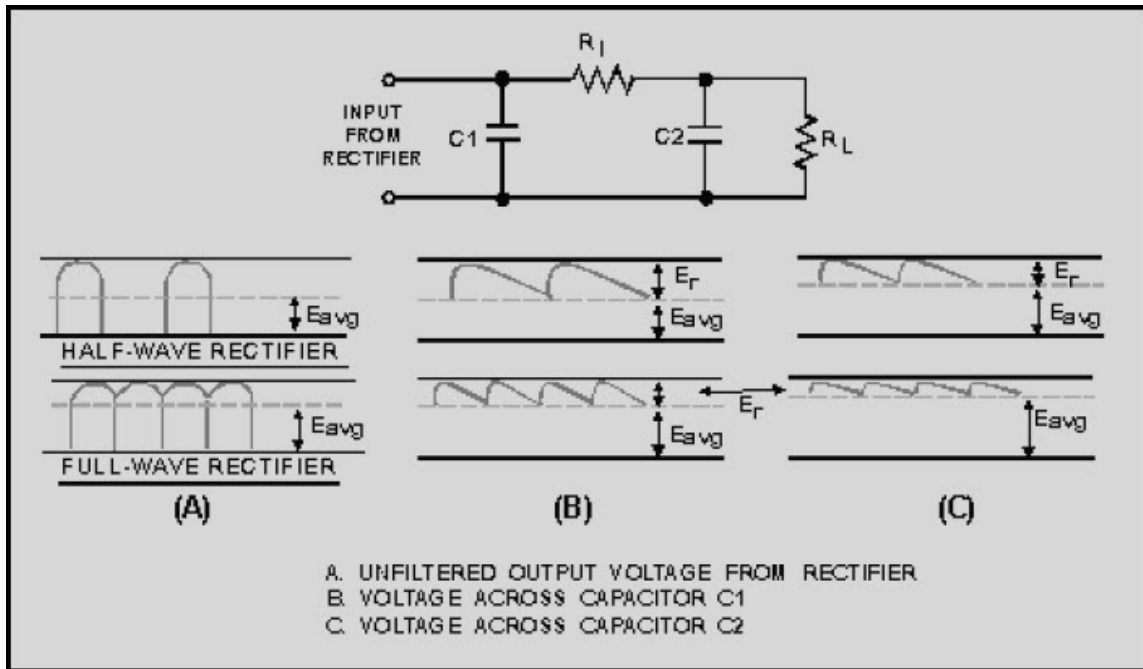 R1
INPUT
FROM
RECTIFIER
C1
C2
RL
Eavg
HALF-WAVE RECTIFIER
Eavg
FULL-WAVE RECTIFIER
(A)
Er
Eavg
Er
Eavg
(B)
Er
Eavg
Eavg
(C)
A. UNFILTERED OUTPUT VOLTAGE FROM RECTIFIER
B. VOLTAGE ACROSS CAPACITOR C1
C. VOLTAGE ACROSS CAPACITOR C2